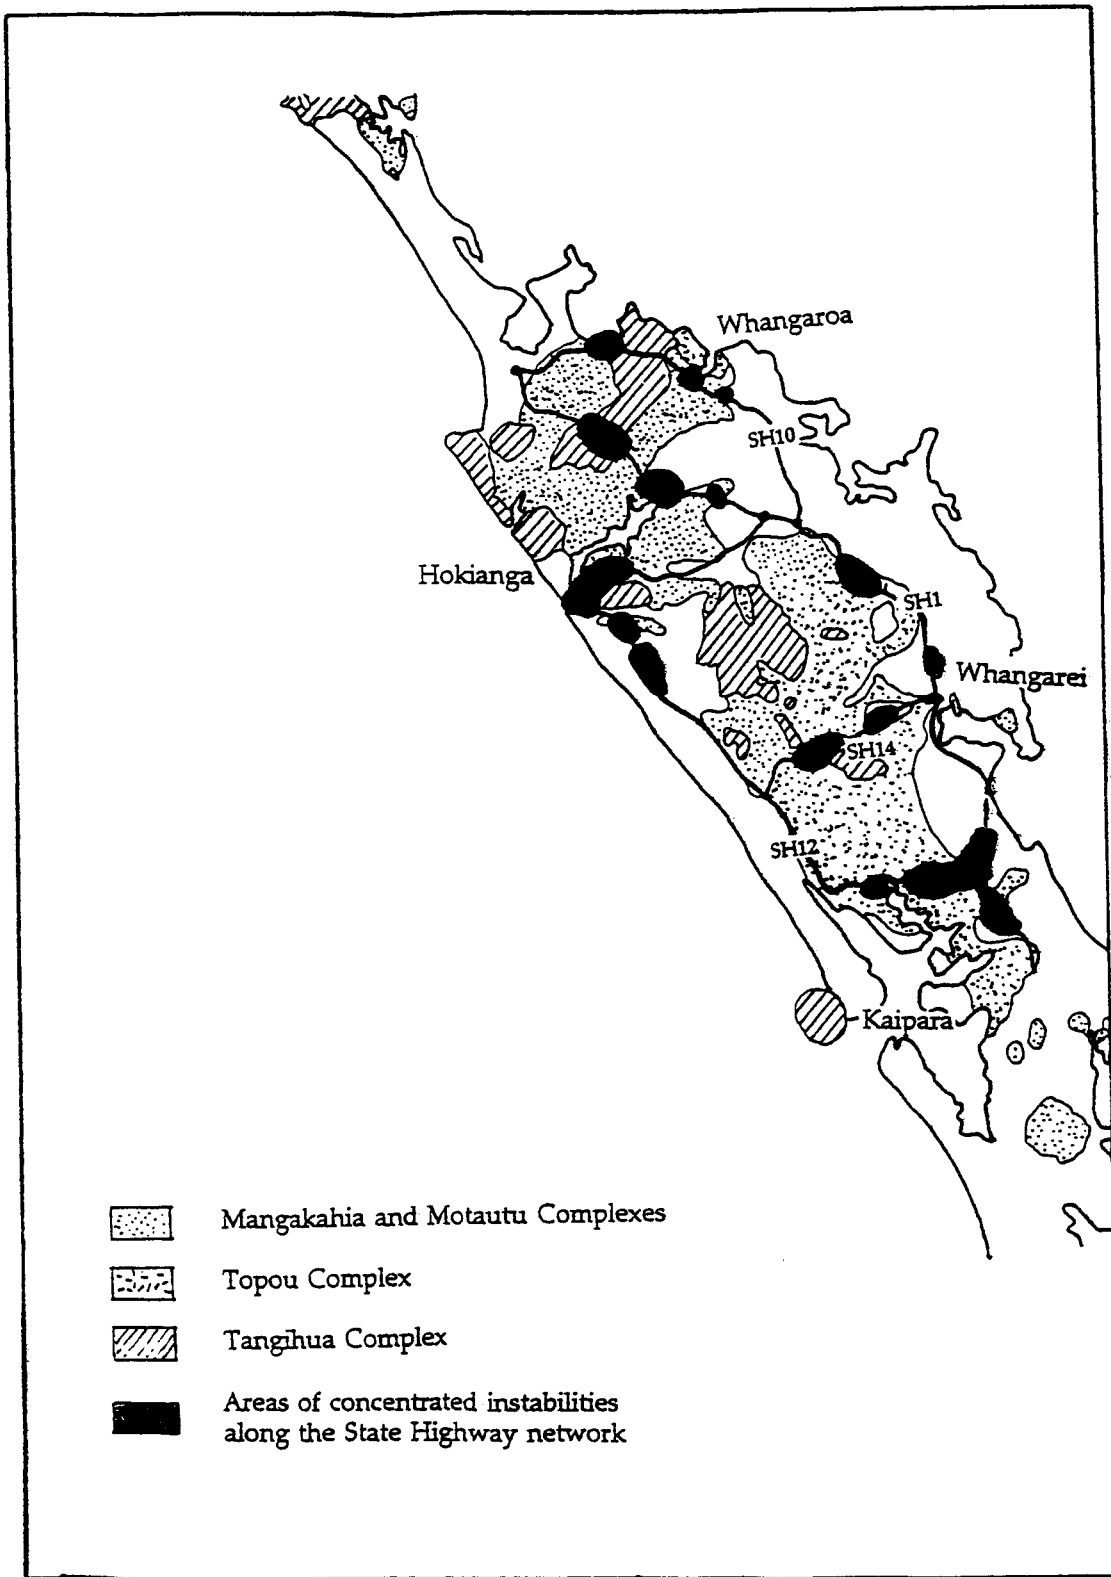 Whangaroa
SH10
Hokianga
SH1
Whangarei
SH14
SH12
Kaipara
Mangakahia and Motautu Complexes
Topou Complex
Tangihua Complex
Areas of concentrated instabilities
along the State Highway network